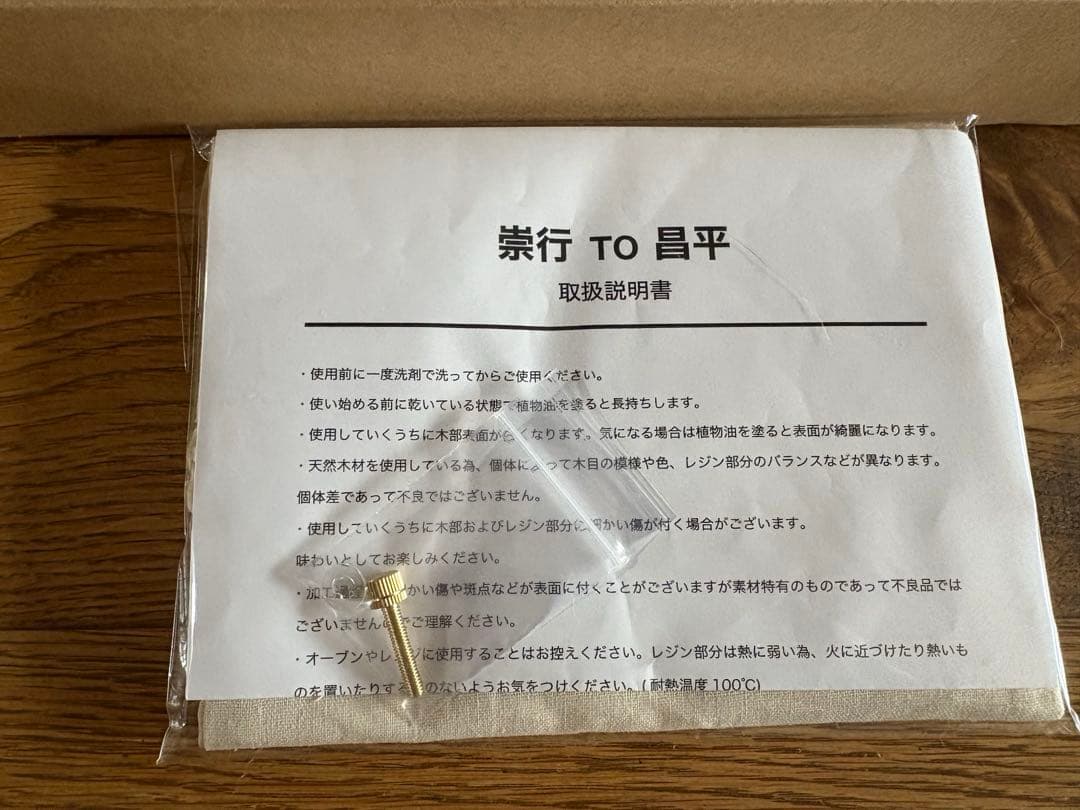 崇行 TO 昌平
取扱説明書
・使用前に一度洗剤で洗ってからご使用ください。
・使い始める前に乾いている状態で植物油を塗ると長持ちします。
・使用していくうちに木部表面が白くなります。気になる場合は植物油を塗ると表面が綺麗になります。
・天然木材を使用している為、個体によって木目の模様や色、レジン部分のバランスなどが異なります。
個体差であって不良ではございません。
・使用していくうちに木部およびレジン部分に細かい傷が付く場合がございます。
味わいとしてお楽しみください。
・加工過 かい傷や斑点などが表面に付くことがございますが素材特有のものであって不良品では
ございませんのでご理解ください。
・オーブンやレンジに使用することはお控えください。レジン部分は熱に弱い為、火に近づけたり熱いも
のを置いたりする のないようお気をつけください。(耐熱温度100℃)